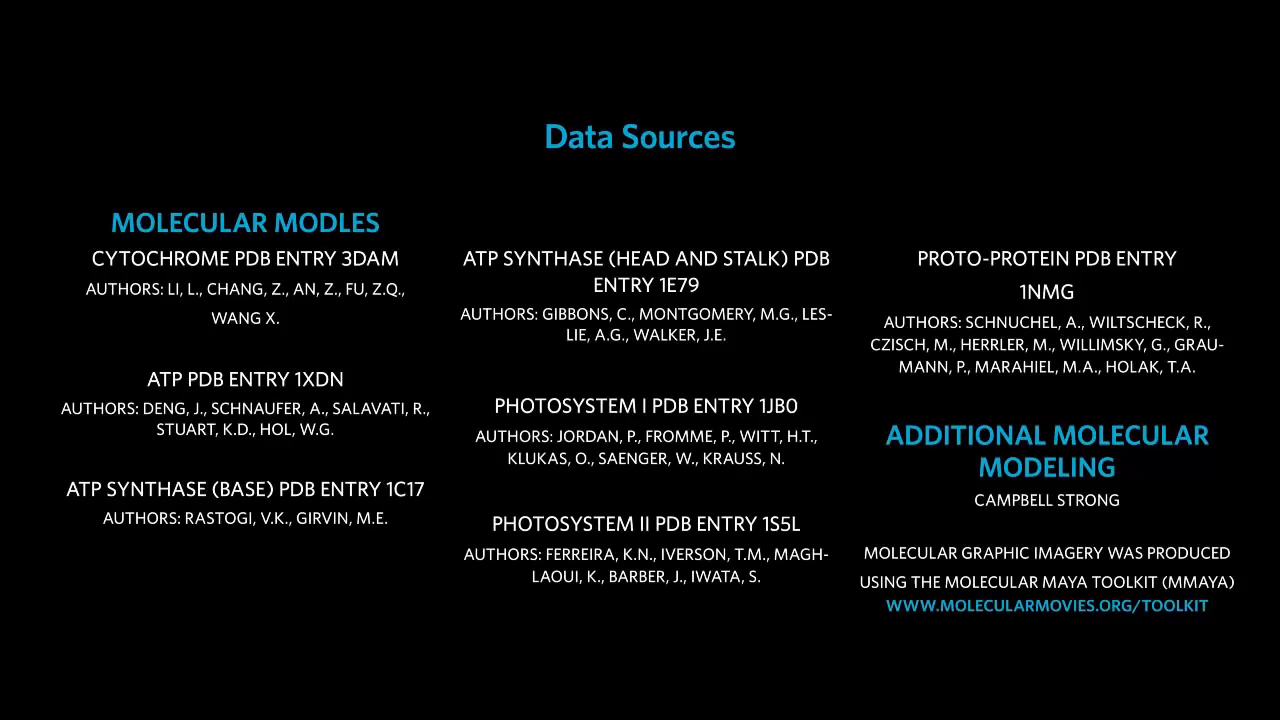 Data Sources
MOLECULAR MODLES
CYTOCHROME PDB ENTRY 3DAM
AUTHORS: LI, L., CHANG, Z., AN, Z., FU, Z.Q.,
WANG X.
ATP PDB ENTRY 1XDN
AUTHORS: DENG, J., SCHNAUFER, A., SALAVATI, R.,
STUART, K.D., HOL, W.G.
ATP SYNTHASE (BASE) PDB ENTRY 1C17
AUTHORS: RASTOGI, V.K., GIRVIN, M.E.
ATP SYNTHASE (HEAD AND STALK) PDB
ENTRY 1E79
AUTHORS: GIBBONS, C., MONTGOMERY, M.G., LES-
LIE, A.G., WALKER, J.E.
PHOTOSYSTEM I PDB ENTRY 1JB0
AUTHORS: JORDAN, P., FROMME, P., WITT, H.T.,
KLUKAS, O., SAENGER, W., KRAUSS, N.
PHOTOSYSTEM II PDB ENTRY 1S5L
AUTHORS: FERREIRA, K.N., IVERSON, T.M., MAGH-
LAOUI, K., BARBER, J., IWATA, S.
PROTO-PROTEIN PDB ENTRY
1NMG
AUTHORS: SCHNUCHEL, A., WILTSCHECK, R.,
CZISCH, M., HERRLER, M., WILLIMSKY, G., GRAU-
MANN, P., MARAHIEL, M.A., HOLAK, T.A.
ADDITIONAL MOLECULAR
MODELING
CAMPBELL STRONG
MOLECULAR GRAPHIC IMAGERY WAS PRODUCED
USING THE MOLECULAR MAYA TOOLKIT (MMAYA)
WWW.MOLECULARMOVIES.ORG/TOOLKIT